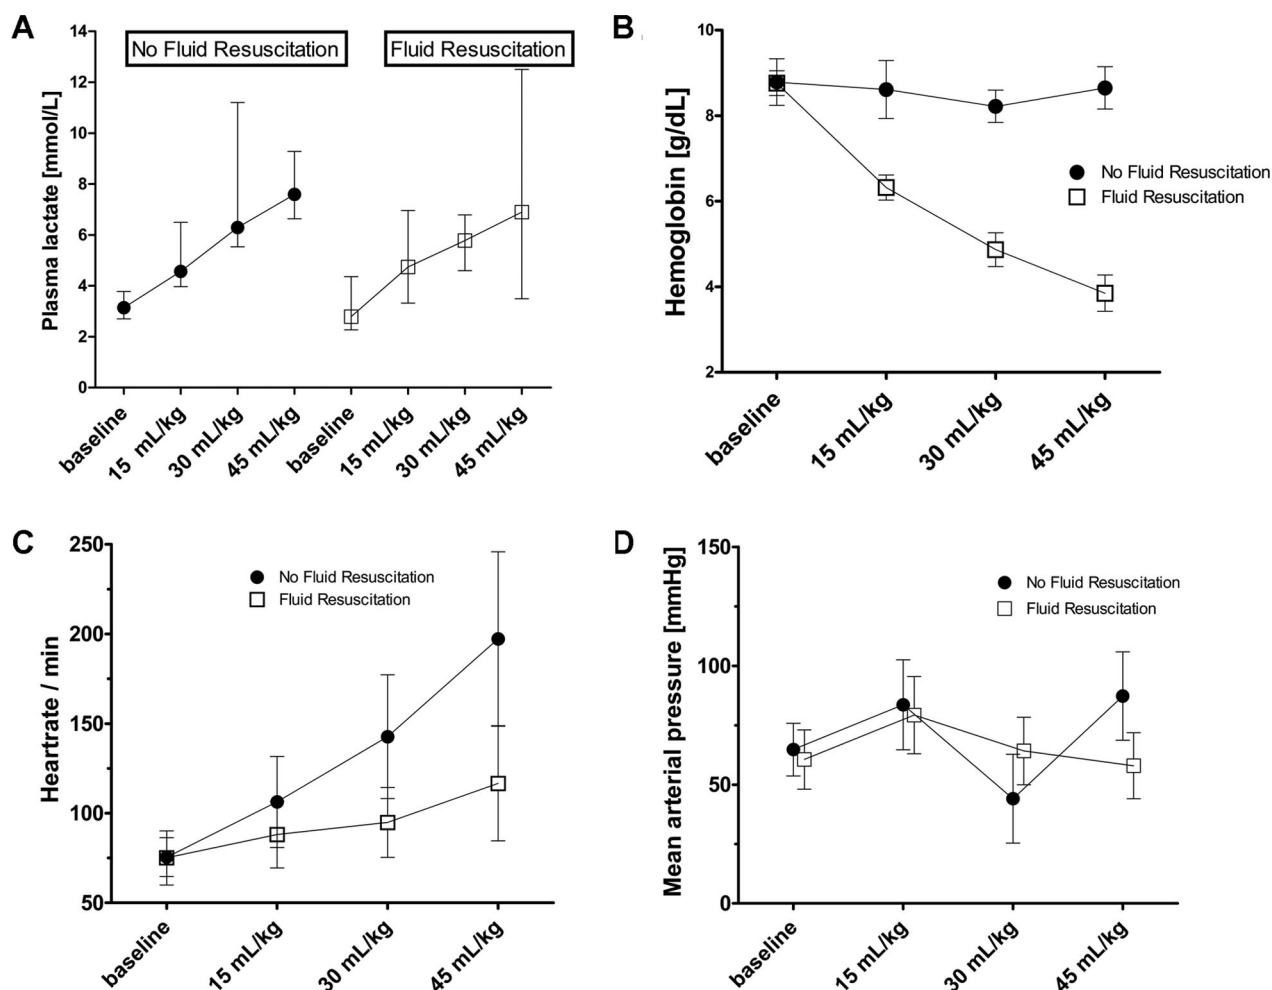 A
No Fluid Resuscitation
Fluid Resuscitation
Plasma lactate [mmol/L]
14
12
10
8
6
4
2
0
baseline
15 mL/kg
30 mL/kg
45 mL/kg
baseline
15 mL/kg
30 mL/kg
45 mL/kg
B
Hemoglobin [g/dL]
10
8
6
4
2
No Fluid Resuscitation
Fluid Resuscitation
baseline
15 mL/kg
30 mL/kg
45 mL/kg
C
Heartrate / min
250
200
150
100
50
No Fluid Resuscitation
Fluid Resuscitation
baseline
15 mL/kg
30 mL/kg
45 mL/kg
D
Mean arterial pressure [mmHg]
150
100
50
0
No Fluid Resuscitation
Fluid Resuscitation
baseline
15 mL/kg
30 mL/kg
45 mL/kg